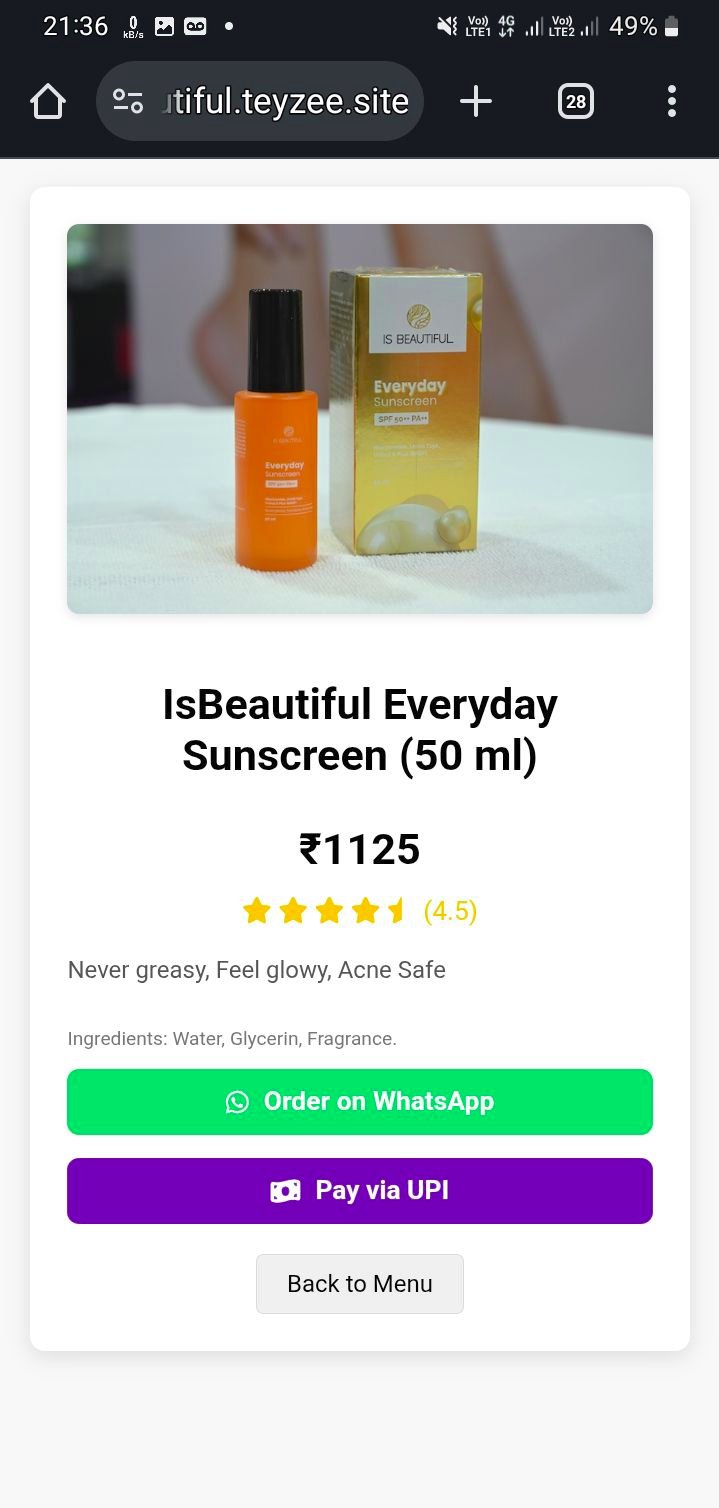 21:36
0
kB/s
Vo))
LTE1
4G
Vo))
LTE2
49%
tiful.teyzee.site
28
IS BEAUTIFUL
Everyday
Sunscreen
SPF 50++ PA++
IS BEAUTIFUL
Everyday
Sunscreen
IsBeautiful Everyday
Sunscreen (50 ml)
₹1125
(4.5)
Never greasy, Feel glowy, Acne Safe
Ingredients: Water, Glycerin, Fragrance.
Order on WhatsApp
Pay via UPI
Back to Menu